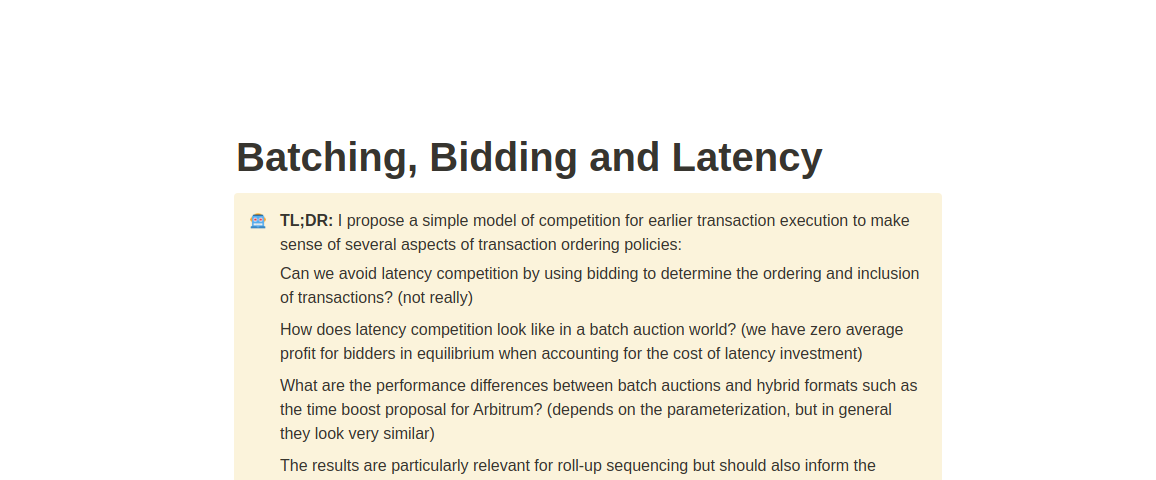 Batching, Bidding and Latency
TL;DR: I propose a simple model of competition for earlier transaction execution to make
sense of several aspects of transaction ordering policies:
Can we avoid latency competition by using bidding to determine the ordering and inclusion
of transactions? (not really)
How does latency competition look like in a batch auction world? (we have zero average
profit for bidders in equilibrium when accounting for the cost of latency investment)
What are the performance differences between batch auctions and hybrid formats such as
the time boost proposal for Arbitrum? (depends on the parameterization, but in general
they look very similar)
The results are particularly relevant for roll-up sequencing but should also inform the